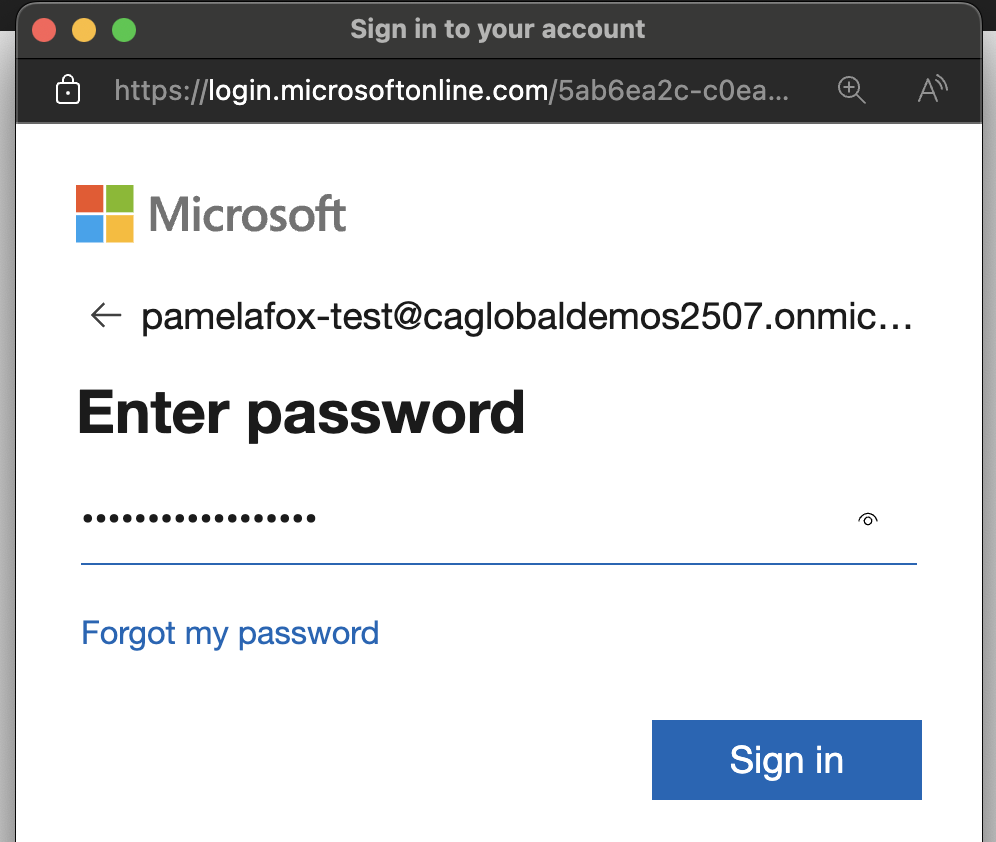 Sign in to your account
https://login.microsoftonline.com/5ab6ea2c-c0ea...
Microsoft
pamelafox-test@caglobaldemos2507.onmic...
Enter password
••••••••••••••••••
Forgot my password
Sign in